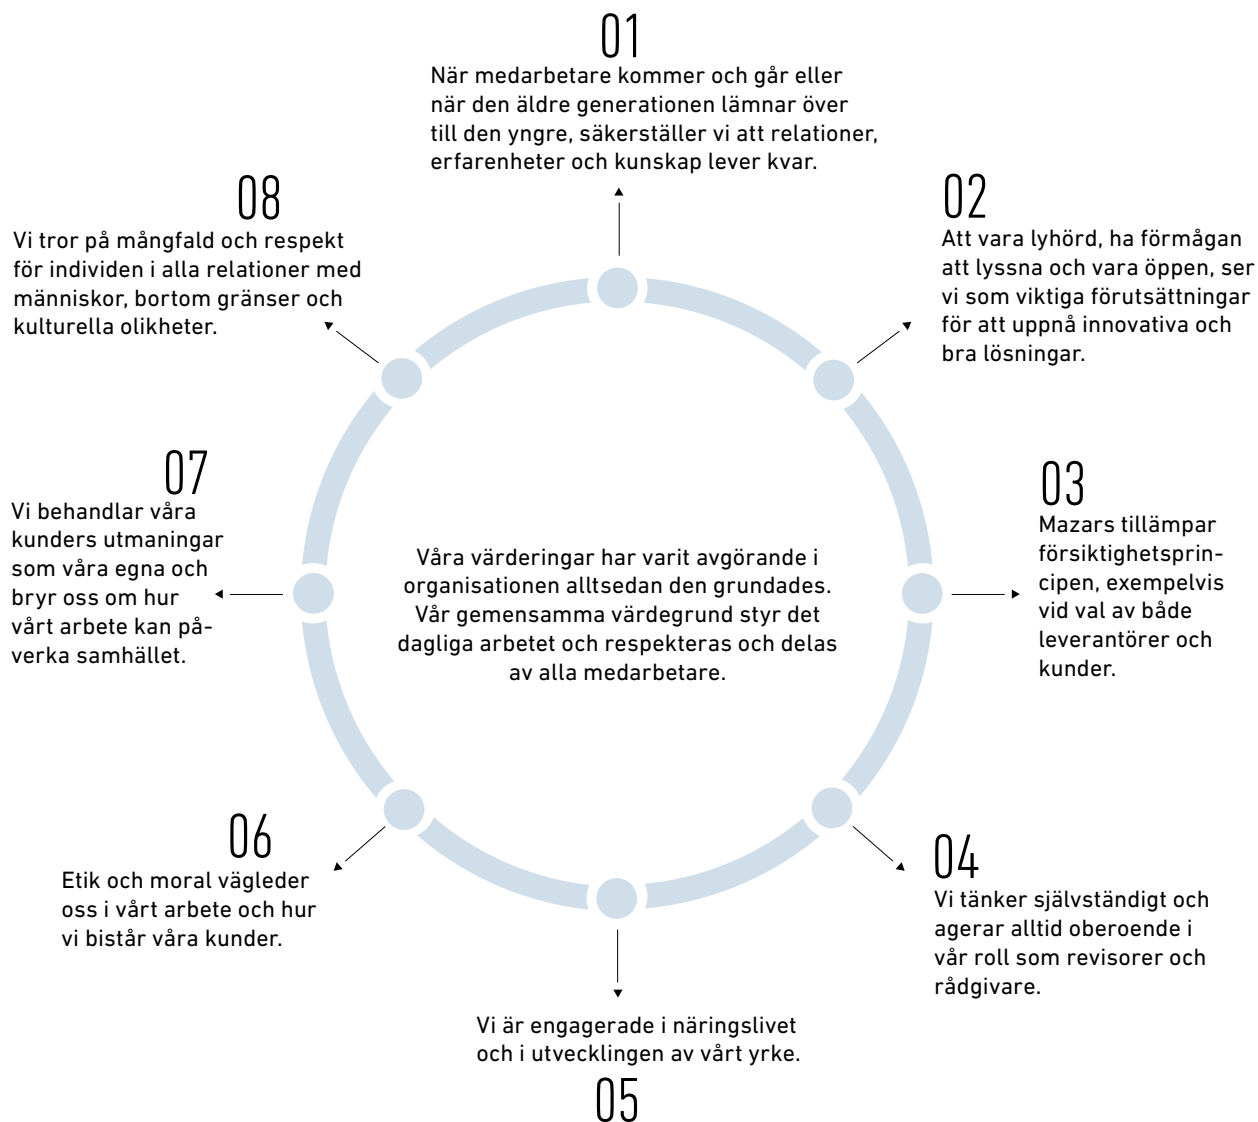 01
När medarbetare kommer och går eller
när den äldre generationen lämnar över
till den yngre, säkerställer vi att relationer,
erfarenheter och kunskap lever kvar.
02
Att vara lyhörd, ha förmågan
att lyssna och vara öppen, ser
vi som viktiga förutsättningar
för att uppnå innovativa och
bra lösningar.
03
Mazars tillämpar
försiktighetsprin-
cipen, exempelvis
vid val av både
leverantörer och
kunder.
04
Vi tänker självständigt och
agerar alltid oberoende i
vår roll som revisorer och
rådgivare.
Vi är engagerade i näringslivet
och i utvecklingen av vårt yrke.
05
06
Etik och moral vägleder
oss i vårt arbete och hur
vi bistår våra kunder.
07
Vi behandlar våra
kunders utmaningar
som våra egna och
bryr oss om hur
vårt arbete kan på-
verka samhället.
08
Vi tror på mångfald och respekt
för individen i alla relationer med
människor, bortom gränser och
kulturella olikheter.
Våra värderingar har varit avgörande i
organisationen alltsedan den grundades.
Vår gemensamma värdegrund styr det
dagliga arbetet och respekteras och delas
av alla medarbetare.